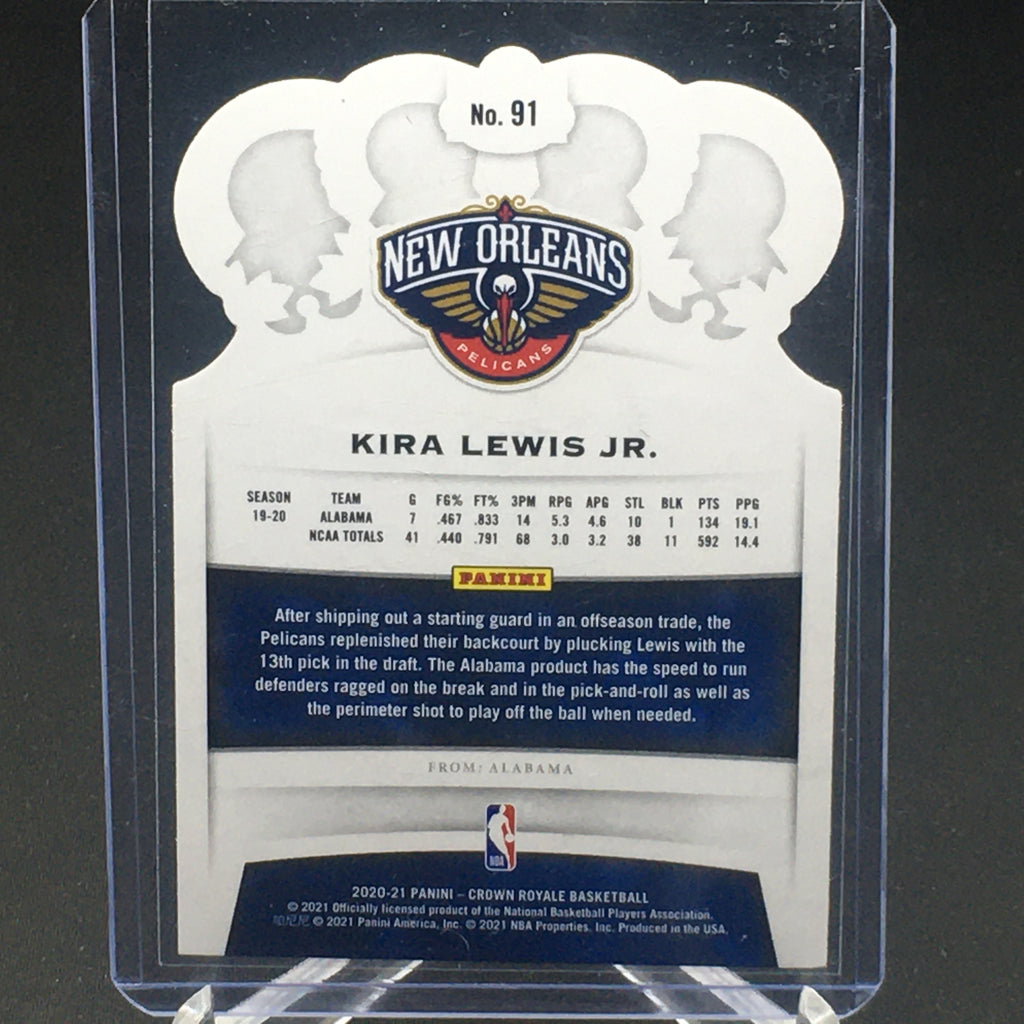 No. 91
NEW ORLEANS
PELICANS
KIRA LEWIS JR.
SEASON TEAM G FG% FT% 3PM RPG APG STL BLK PTS PPG
19-20 ALABAMA 7 .467 .833 14 5.3 4.6 10 1 134 19.1
NCAA TOTALS 41 .440 .791 68 3.0 3.2 38 11 592 14.4
PANINI
After shipping out a starting guard in an offseason trade, the
Pelicans replenished their backcourt by plucking Lewis with the
13th pick in the draft. The Alabama product has the speed to run
defenders ragged on the break and in the pick-and-roll as well as
the perimeter shot to play off the ball when needed.
FROM: ALABAMA
NBA
2020-21 PANINI – CROWN ROYALE BASKETBALL
© 2021 Officially licensed product of the National Basketball Players Association.
帕尼尼 © 2021 Panini America, Inc. © 2021 NBA Properties, Inc. Produced in the USA.